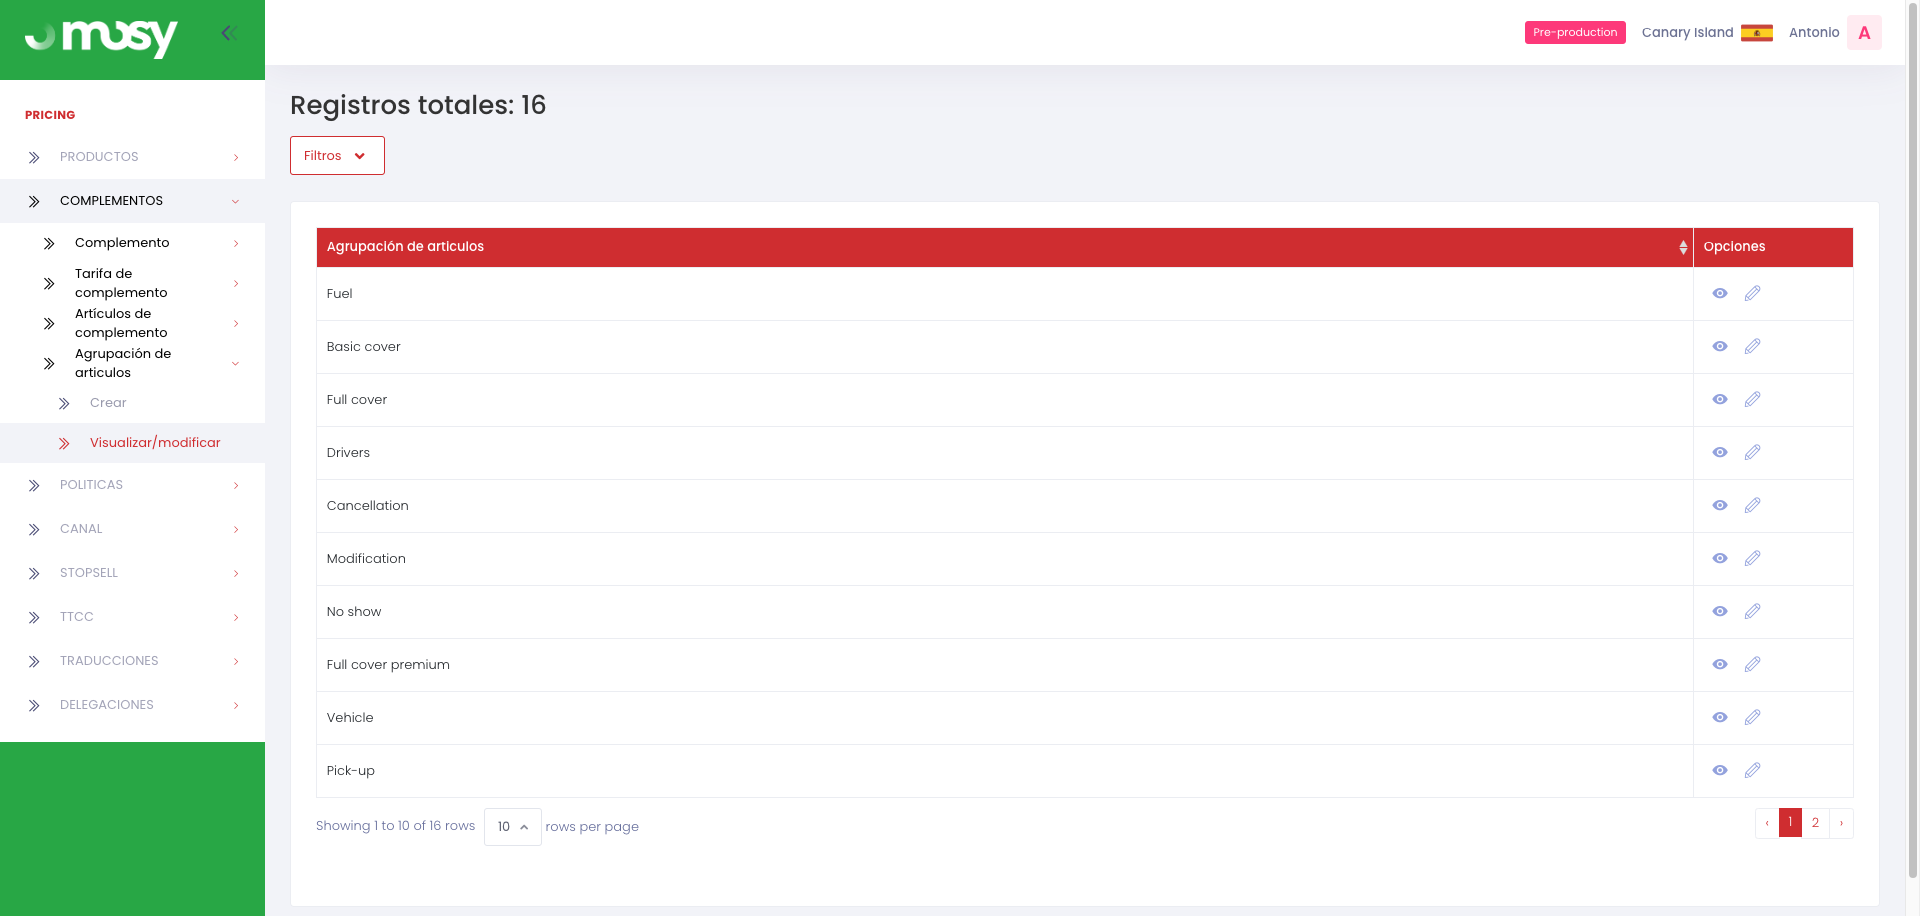 mosy
Pre-production
Canary Island
Antonio
A
PRICING
PRODUCTOS
COMPLEMENTOS
Complemento
Tarifa de
complemento
Artículos de
complemento
Agrupación de
articulos
Crear
Visualizar/modificar
POLITICAS
CANAL
STOPSELL
TTCC
TRADUCCIONES
DELEGACIONES
Registros totales: 16
Filtros
Agrupación de articulos
Opciones
Fuel
Basic cover
Full cover
Drivers
Cancellation
Modification
No show
Full cover premium
Vehicle
Pick-up
Showing 1 to 10 of 16 rows 10 rows per page
‹ 1 2 ›